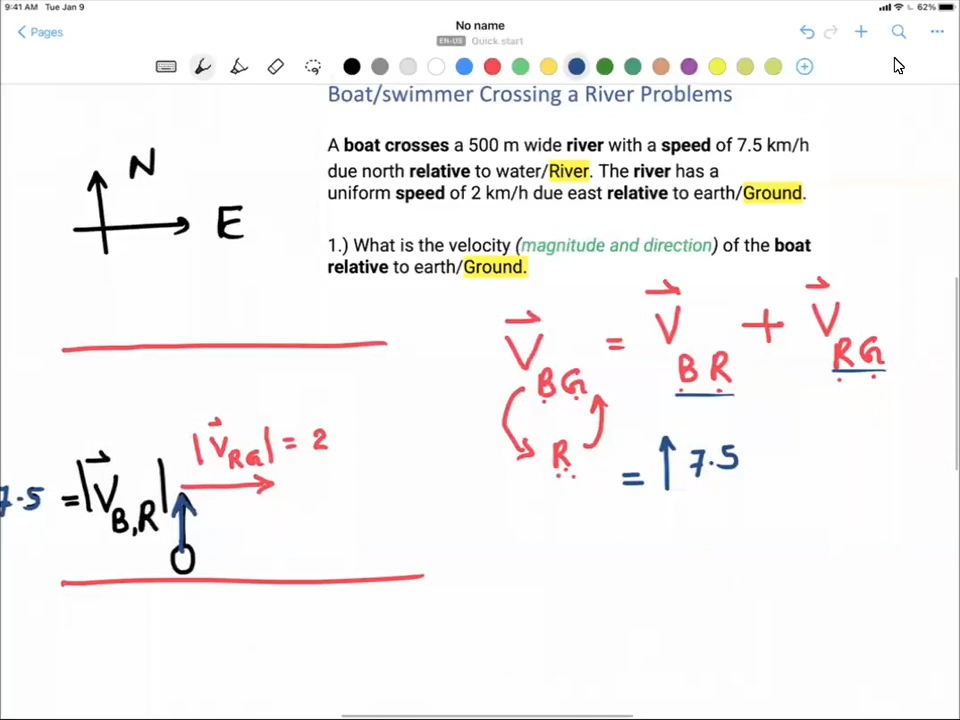 9:41 AM Tue Jan 9
62%
No name
Pages
EN-US Quick start
Boat/swimmer Crossing a River Problems
A boat crosses a 500 m wide river with a speed of 7.5 km/h
due north relative to water/River. The river has a
uniform speed of 2 km/h due east relative to earth/Ground.
1.) What is the velocity (magnitude and direction) of the boat
relative to earth/Ground.
N
E
V⃗ BG = V⃗ BR + V⃗ RG
R
= ↑ 7.5
|V⃗ RG| = 2
7.5 = |V⃗ B,R|